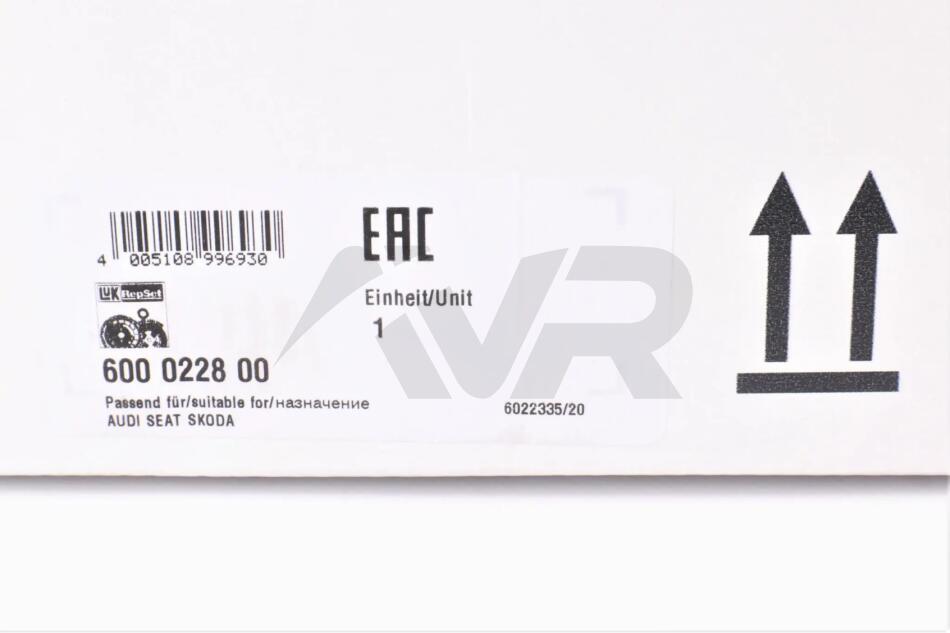 4 005108 996930
EAC
LuK RepSet
Einheit/Unit
1
600 0228 00
Passend für/suitable for/назначение
AUDI SEAT SKODA
6022335/20
VR